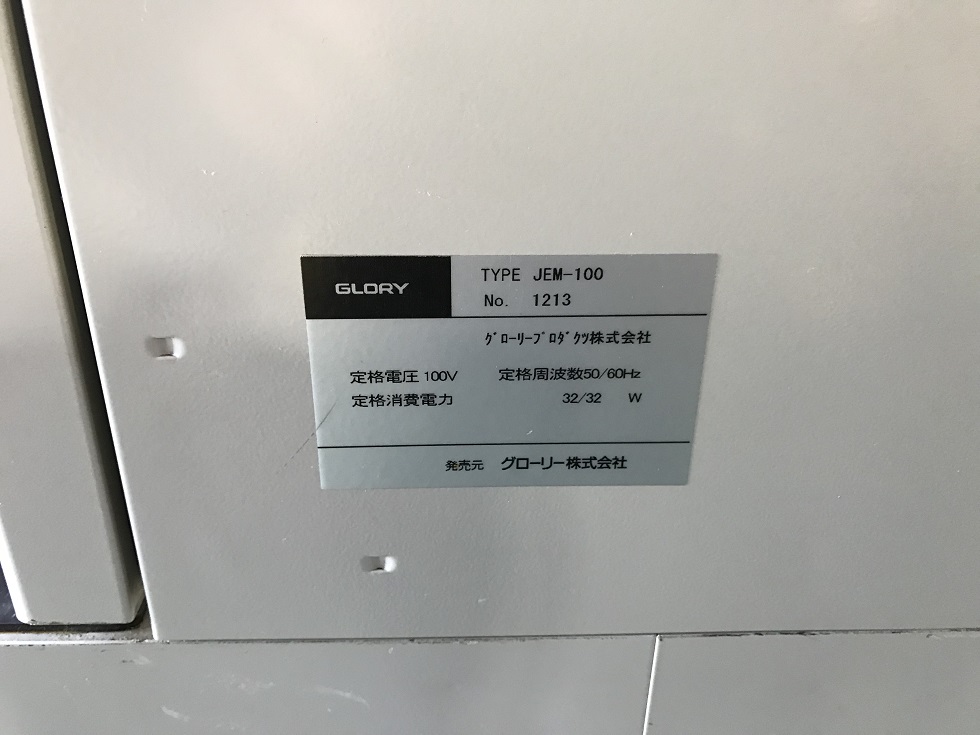 GLORY
TYPE JEM-100
No. 1213
ｸﾞﾛｰﾘｰﾌﾟﾛﾀﾞｸﾂ株式会社
定格電圧 100V 定格周波数50/60Hz
定格消費電力 32/32 W
発売元 グローリー株式会社